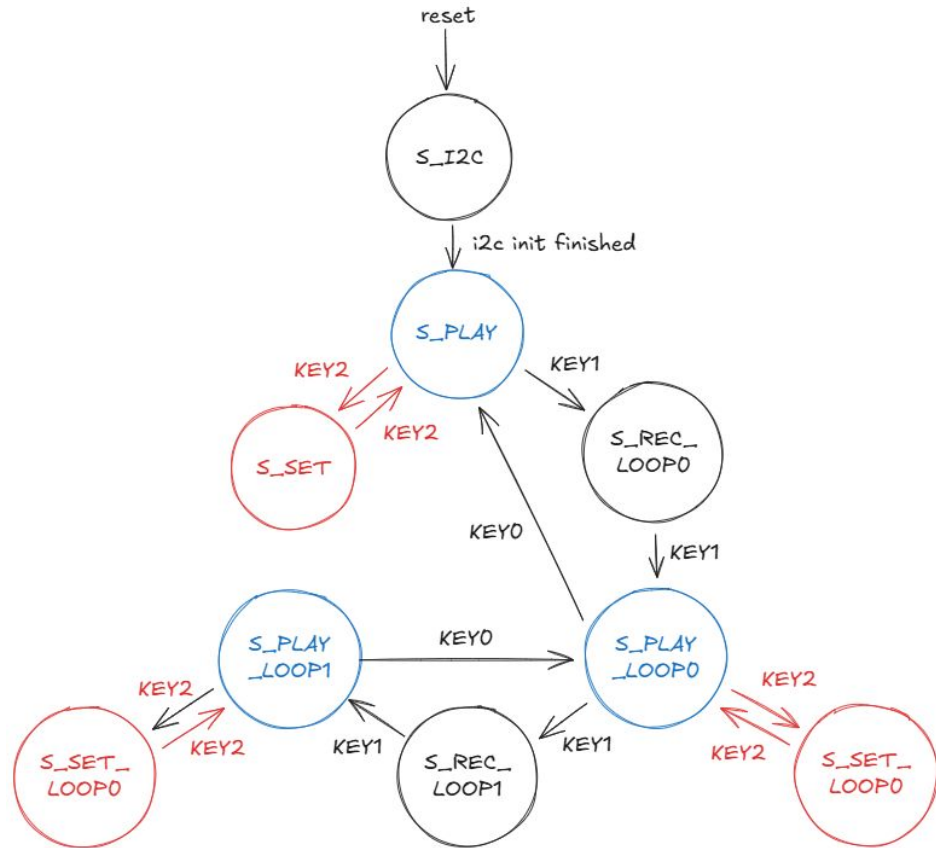 reset
S_I2C
i2c init finished
S_PLAY
KEY2
KEY1
KEY2
S_SET
S_REC_
LOOP0
KEY0
KEY1
S_PLAY
_LOOP1
KEY0
S_PLAY
_LOOP0
KEY2
KEY2
KEY2
KEY1
KEY1
KEY2
S_SET_
LOOP0
S_REC_
LOOP1
S_SET_
LOOP0